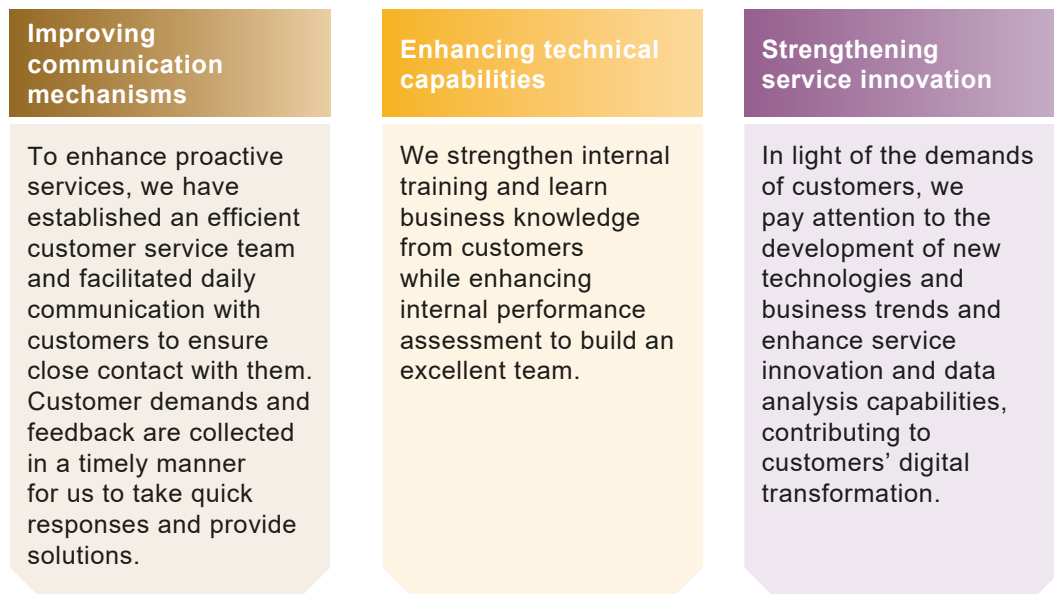 Improving
communication
mechanisms
To enhance proactive
services, we have
established an efficient
customer service team
and facilitated daily
communication with
customers to ensure
close contact with them.
Customer demands and
feedback are collected
in a timely manner
for us to take quick
responses and provide
solutions.
Enhancing technical
capabilities
We strengthen internal
training and learn
business knowledge
from customers
while enhancing
internal performance
assessment to build an
excellent team.
Strengthening
service innovation
In light of the demands
of customers, we
pay attention to the
development of new
technologies and
business trends and
enhance service
innovation and data
analysis capabilities,
contributing to
customers’ digital
transformation.